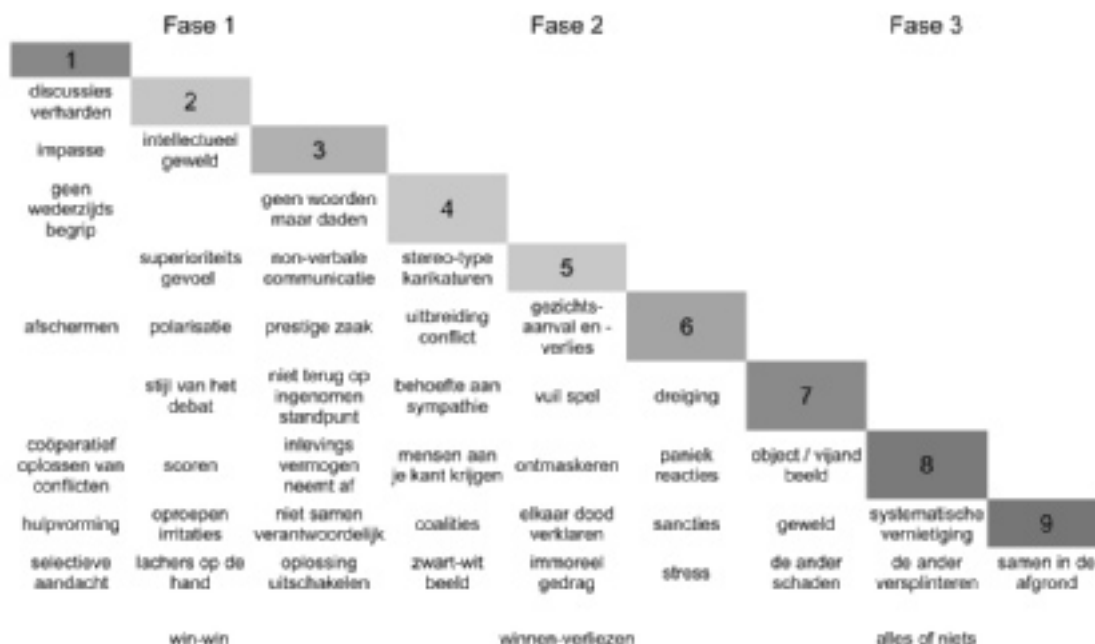 Fase 1
Fase 2
Fase 3
1
discussies
verharden
2
impasse
intellectueel
geweld
3
geen
wederzijds
begrip
geen woorden
maar daden
4
superioriteits
gevoel
non-verbale
communicatie
stereo-type
karikaturen
5
afschermen
polarisatie
prestige zaak
uitbreiding
conflict
gezichts-
aanval en -
verlies
6
stijl van het
debat
niet terug op
ingenomen
standpunt
behoefte aan
sympathie
vuil spel
dreiging
7
coöperatief
oplossen van
conflicten
scoren
inlevings
vermogen
neemt af
mensen aan
je kant krijgen
ontmaskeren
paniek
reacties
object / vijand
beeld
8
hulpvorming
oproepen
irritaties
niet samen
verantwoordelijk
coalities
elkaar dood
verklaren
sancties
geweld
systematische
vernietiging
9
selectieve
aandacht
lachers op de
hand
oplossing
uitschakelen
zwart-wit
beeld
immoreel
gedrag
stress
de ander
schaden
de ander
versplinteren
samen in de
afgrond
win-win
winnen-verliezen
alles of niets